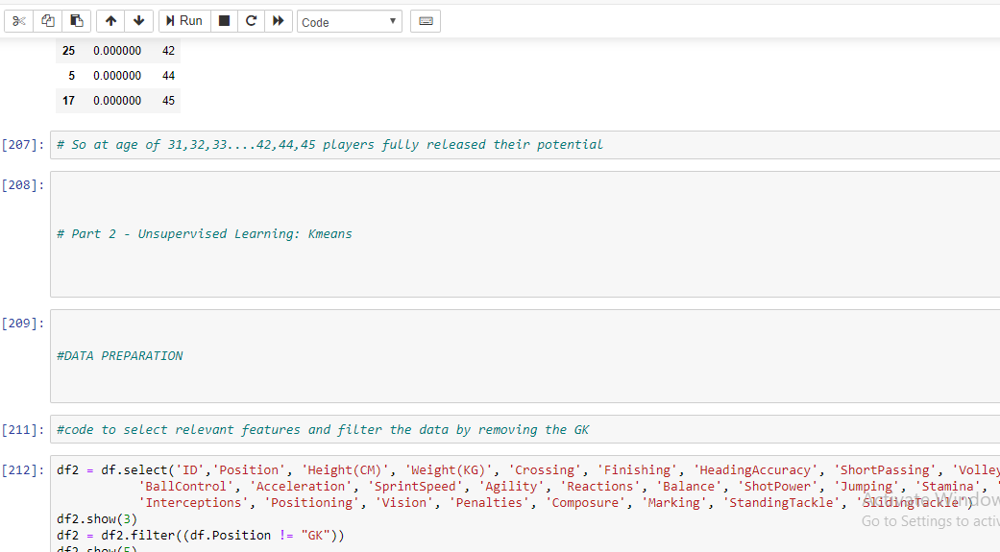 Run
Code
25 0.000000 42
5 0.000000 44
17 0.000000 45
[207]: # So at age of 31,32,33....42,44,45 players fully released their potential
[208]:
# Part 2 - Unsupervised Learning: Kmeans
[209]:
#DATA PREPARATION
[211]: #code to select relevant features and filter the data by removing the GK
[212]: df2 = df.select('ID','Position', 'Height(CM)', 'Weight(KG)', 'Crossing', 'Finishing', 'HeadingAccuracy', 'ShortPassing', 'Volley
'BallControl', 'Acceleration', 'SprintSpeed', 'Agility', 'Reactions', 'Balance', 'ShotPower', 'Jumping', 'Stamina', '
'Interceptions', 'Positioning', 'Vision', 'Penalties', 'Composure', 'Marking', 'StandingTackle', 'SlidingTackle')
df2.show(3)
df2 = df2.filter((df.Position != "GK"))
df2.show(5)
Activate Window
Go to Settings to activ